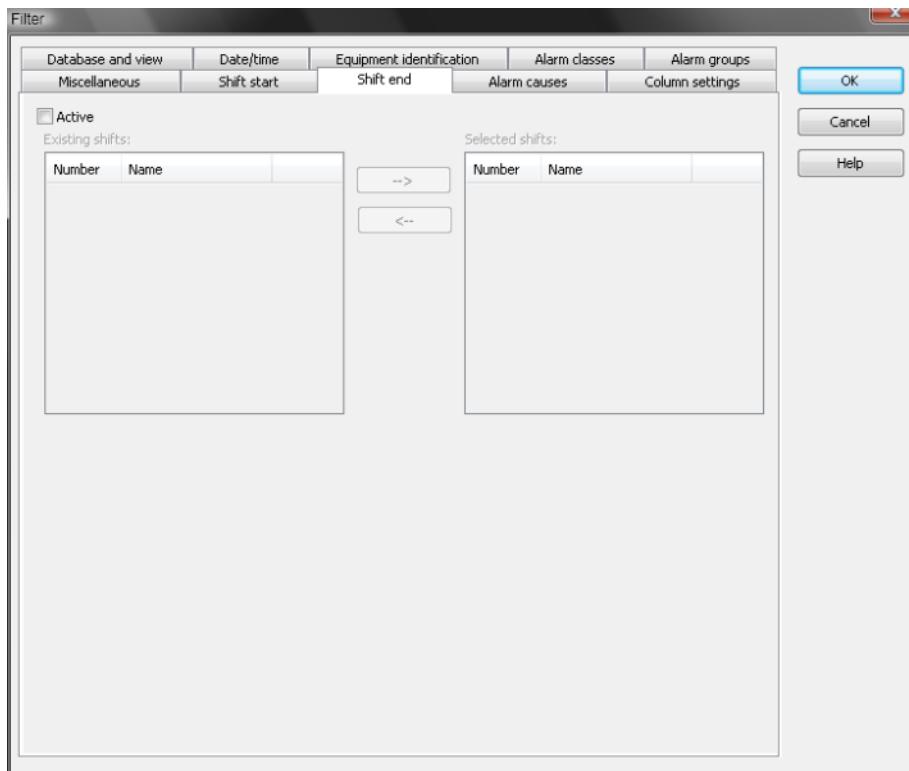 Filter
Database and view Date/time Equipment identification Alarm classes Alarm groups
Miscellaneous Shift start Shift end Alarm causes Column settings
OK
Cancel
Help
Active
Existing shifts: Selected shifts:
Number Name --> Number Name
<--